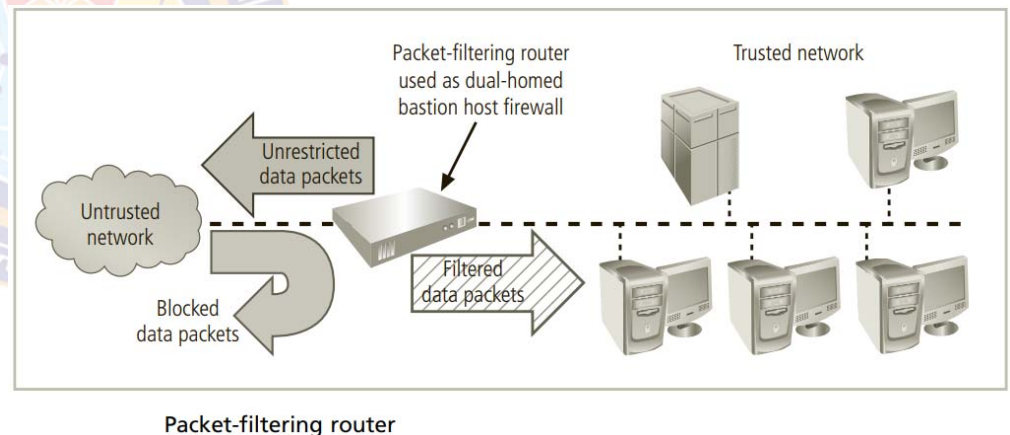 Packet-filtering router
used as dual-homed
bastion host firewall
Trusted network
Unrestricted
data packets
Untrusted
network
Filtered
data packets
Blocked
data packets
Packet-filtering router